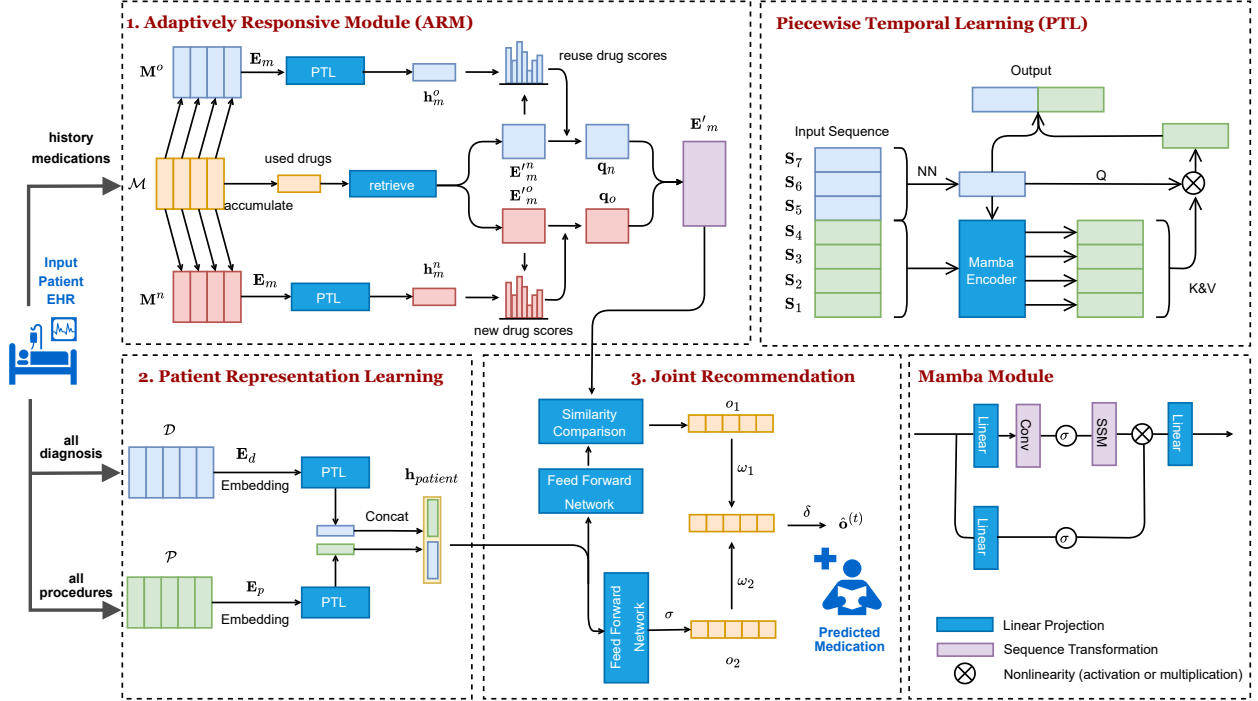 1. Adaptively Responsive Module (ARM)
M^o
E_m
PTL
h_m^o
reuse drug scores
history
medications
M
used drugs
accumulate
retrieve
E'_m^n
E'_m^o
q_n
q_o
E'_m
M^n
E_m
PTL
h_m^n
new drug scores
Input
Patient
EHR
Piecewise Temporal Learning (PTL)
Output
Input Sequence
S_7
S_6
S_5
S_4
S_3
S_2
S_1
NN
Q
Mamba
Encoder
K&V
2. Patient Representation Learning
all
diagnosis
D
E_d
Embedding
PTL
h_patient
Concat
all
procedures
P
E_p
Embedding
PTL
3. Joint Recommendation
Similarity
Comparison
o_1
Feed Forward
Network
ω_1
δ
ô^(t)
ω_2
Feed Forward
Network
σ
o_2
Predicted
Medication
Mamba Module
Linear
Conv
σ
SSM
Linear
Linear
σ
Linear Projection
Sequence Transformation
Nonlinearity (activation or multiplication)